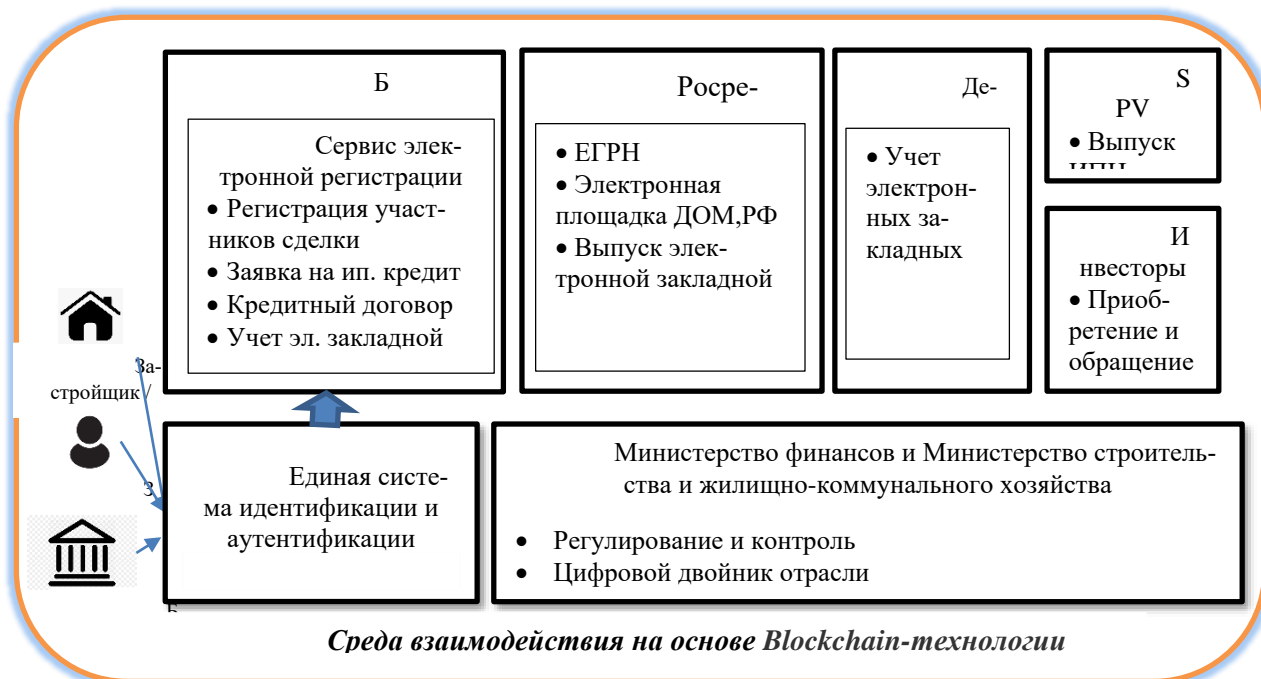 Б
Сервис элек-
тронной регистрации
• Регистрация участ-
ников сделки
• Заявка на ип. кредит
• Кредитный договор
• Учет эл. закладной
Росре-
• ЕГРН
• Электронная
площадка ДОМ,РФ
• Выпуск элек-
тронной закладной
Де-
• Учет
электрон-
ных за-
кладных
S
PV
• Выпуск
И
нвесторы
• Приоб-
ретение и
обращение
За-
стройщик /
З
Б
Единая систе-
ма идентификации и
аутентификации
Министерство финансов и Министерство строитель-
ства и жилищно-коммунального хозяйства
• Регулирование и контроль
• Цифровой двойник отрасли
Среда взаимодействия на основе Blockchain-технологии